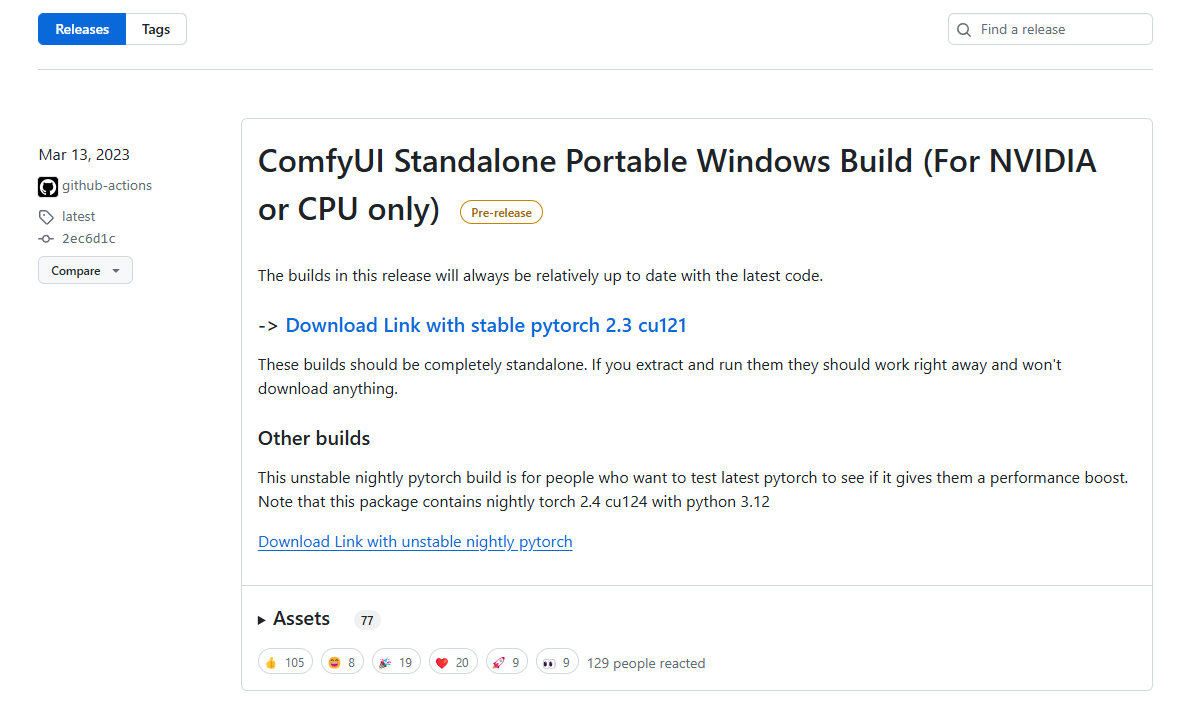 Releases
Tags
Find a release
Mar 13, 2023
github-actions
latest
2ec6d1c
Compare
ComfyUI Standalone Portable Windows Build (For NVIDIA
or CPU only)
Pre-release
The builds in this release will always be relatively up to date with the latest code.
-> Download Link with stable pytorch 2.3 cu121
These builds should be completely standalone. If you extract and run them they should work right away and won't
download anything.
Other builds
This unstable nightly pytorch build is for people who want to test latest pytorch to see if it gives them a performance boost.
Note that this package contains nightly torch 2.4 cu124 with python 3.12
Download Link with unstable nightly pytorch
Assets 77
👍 105 😄 8 🎉 19 ❤️ 20 🚀 9 👀 9 129 people reacted